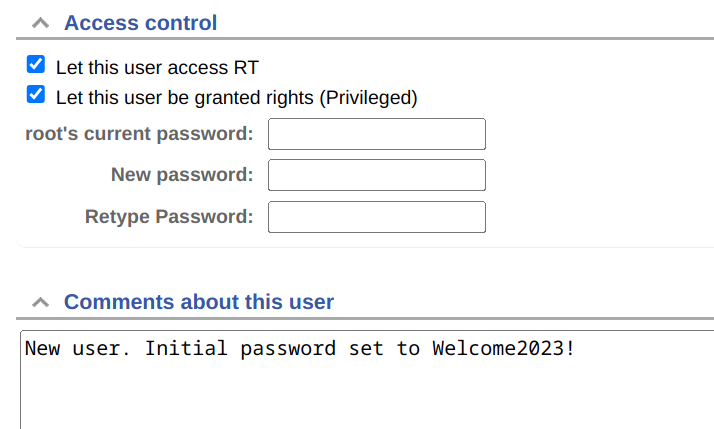 Access control
Let this user access RT
Let this user be granted rights (Privileged)
root's current password:
New password:
Retype Password:
Comments about this user
New user. Initial password set to Welcome2023!